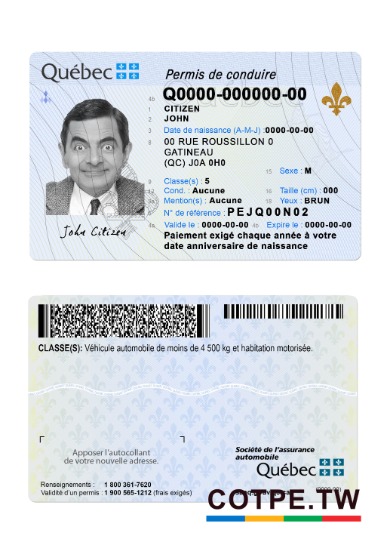 Québec
Permis de conduire
4d Q0000-000000-00
1 CITIZEN
2 JOHN
3 Date de naissance (A-M-J) :0000-00-00
8 00 RUE ROUSSILLON 0
GATINEAU
(QC) J0A 0H0
15 Sexe : M
9 Classe(s) : 5
Cond. : Aucune 16 Taille (cm) : 000
Mention(s) : Aucune 18 Yeux : BRUN
N° de référence : PEJQ00N02
4a Valide le : 0000-00-00 4b Expire le : 0000-00-00
Paiement exigé chaque année à votre
date anniversaire de naissance
John Citizen
CLASSE(S): Véhicule automobile de moins de 4 500 kg et habitation motorisée.
Apposer l'autocollant
de votre nouvelle adresse.
Société de l'assurance
automobile
Québec
Renseignements : 1 800 361-7620
Validité d'un permis : 1 900 565-1212 (frais exigés)
(0000-00)
COTPE.TW